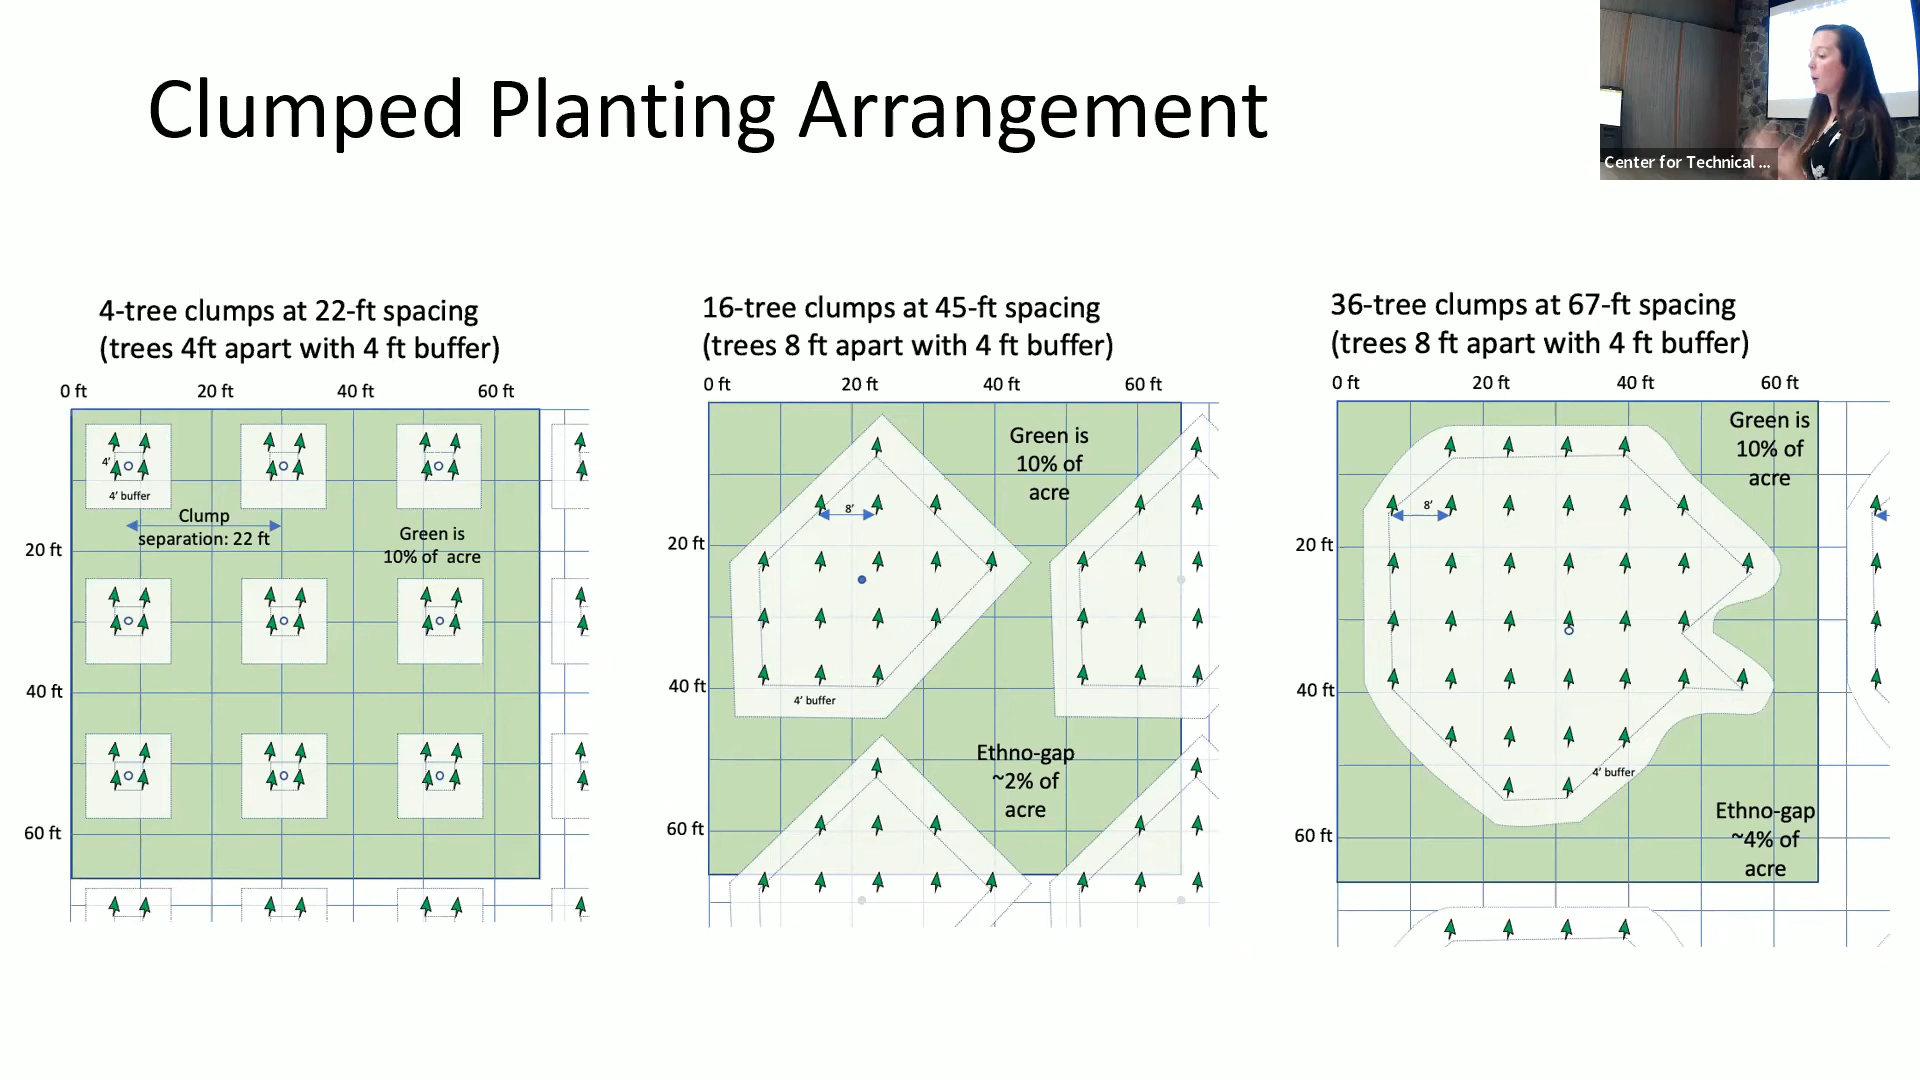 Clumped Planting Arrangement
Center for Technical ...
4-tree clumps at 22-ft spacing
(trees 4ft apart with 4 ft buffer)
0 ft
20 ft
40 ft
60 ft
4'
4' buffer
Clump
separation: 22 ft
Green is
10% of acre
20 ft
40 ft
60 ft
16-tree clumps at 45-ft spacing
(trees 8 ft apart with 4 ft buffer)
0 ft
20 ft
40 ft
60 ft
Green is
10% of
acre
8'
20 ft
40 ft
4' buffer
Ethno-gap
~2% of
acre
60 ft
36-tree clumps at 67-ft spacing
(trees 8 ft apart with 4 ft buffer)
0 ft
20 ft
40 ft
60 ft
Green is
10% of
acre
8'
20 ft
40 ft
4' buffer
Ethno-gap
~4% of
acre
60 ft